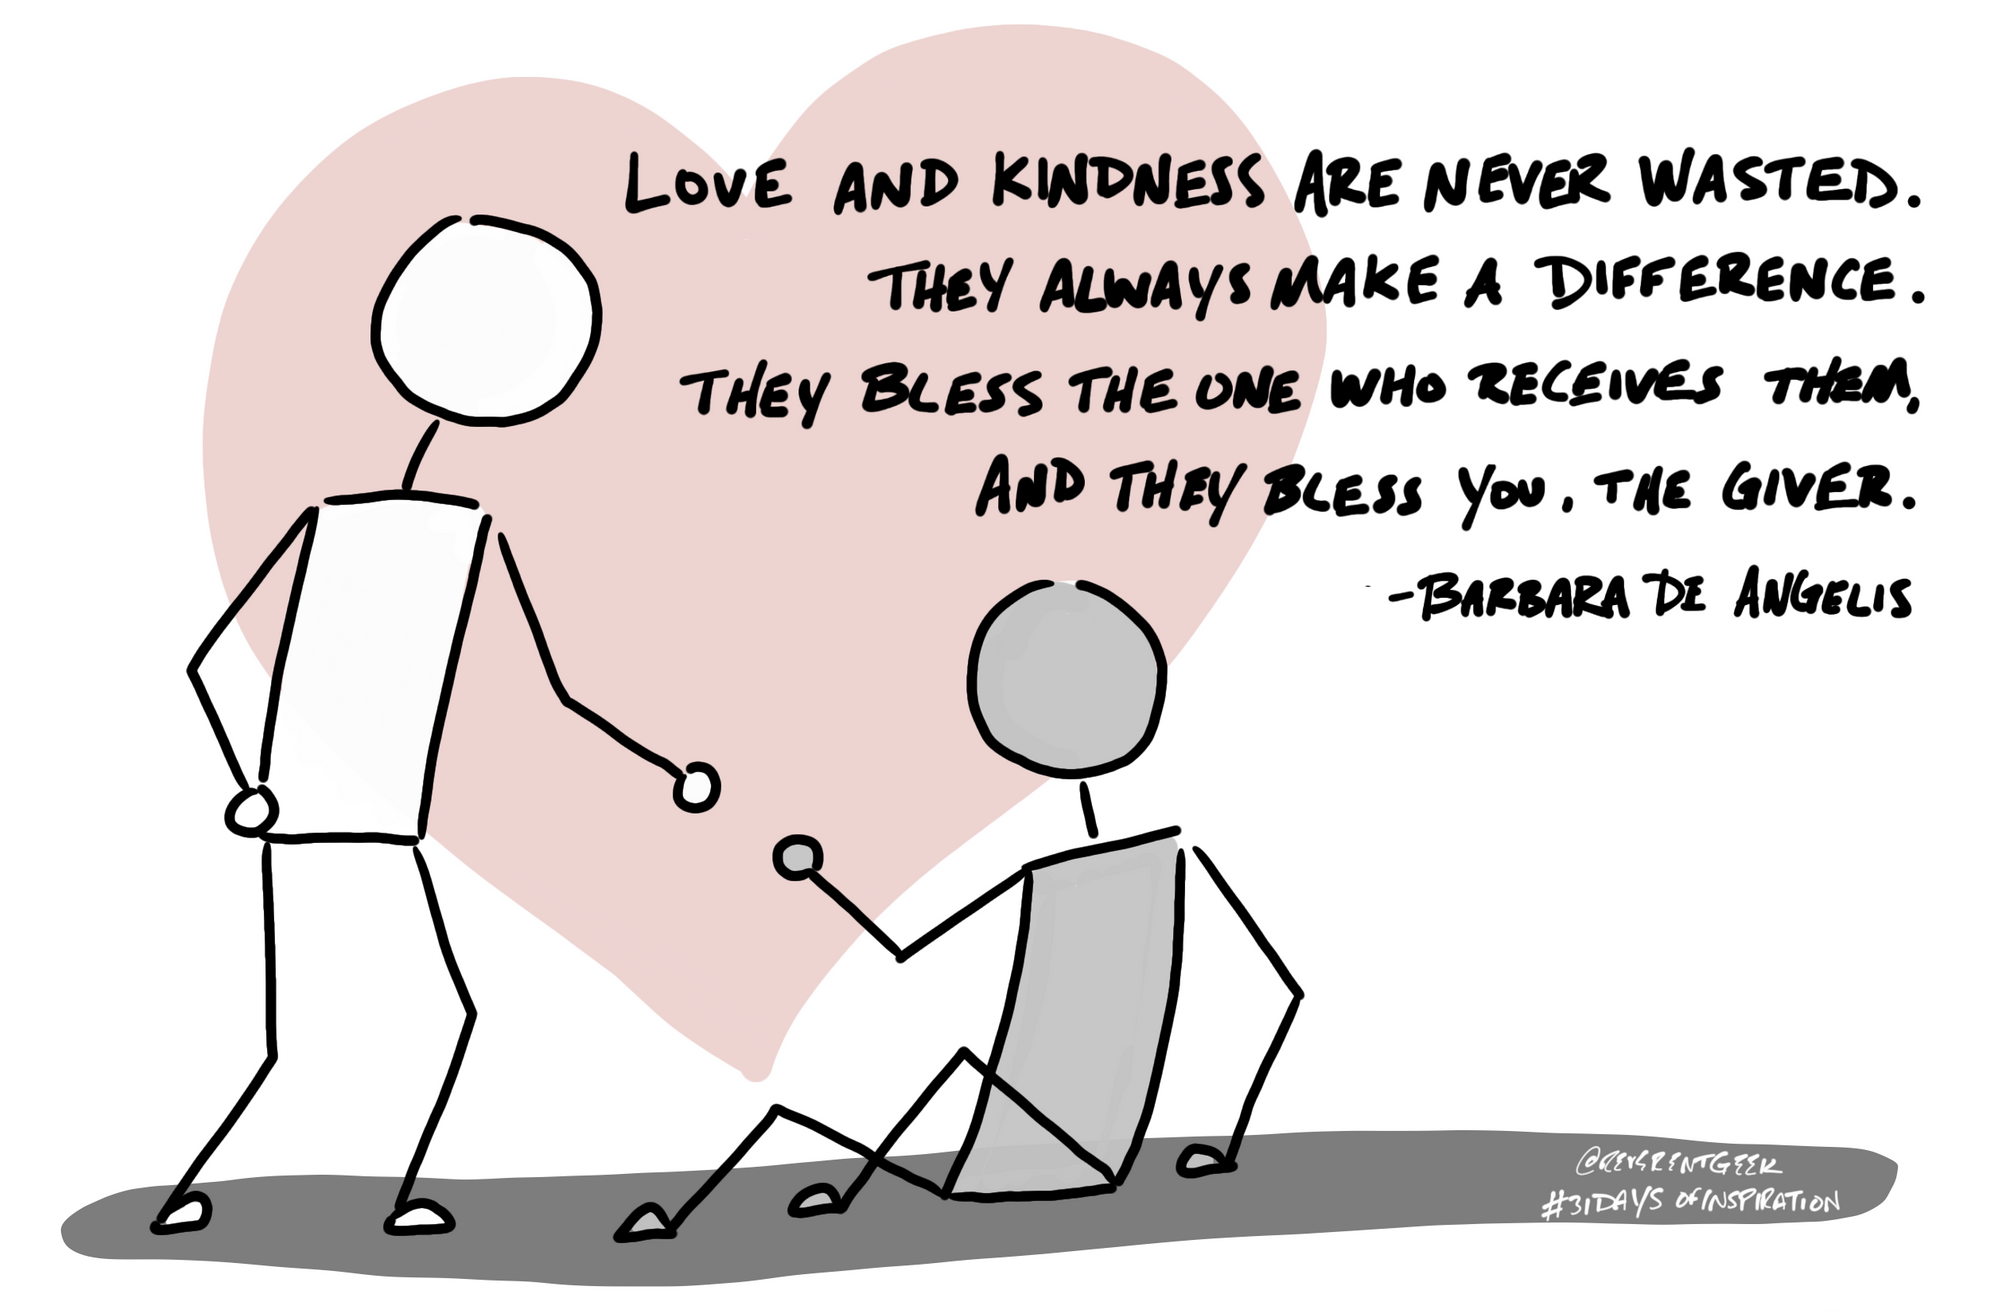 LOVE AND KINDNESS ARE NEVER WASTED.
THEY ALWAYS MAKE A DIFFERENCE.
THEY BLESS THE ONE WHO RECEIVES THEM,
AND THEY BLESS YOU, THE GIVER.
-BARBARA DE ANGELIS
@REVERENTGEEK
#31DAYS OFINSPIRATION